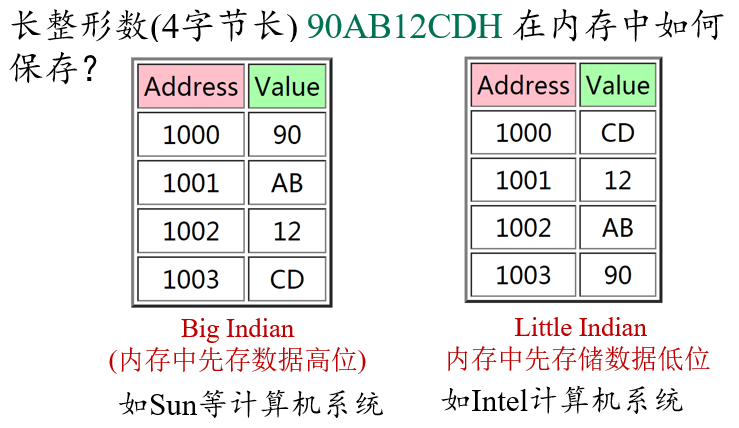 长整形数(4字节长) 90AB12CDH 在内存中如何
保存？
Address Value
1000 90
1001 AB
1002 12
1003 CD
Big Indian
(内存中先存数据高位)
如Sun等计算机系统
Address Value
1000 CD
1001 12
1002 AB
1003 90
Little Indian
内存中先存储数据低位
如Intel计算机系统